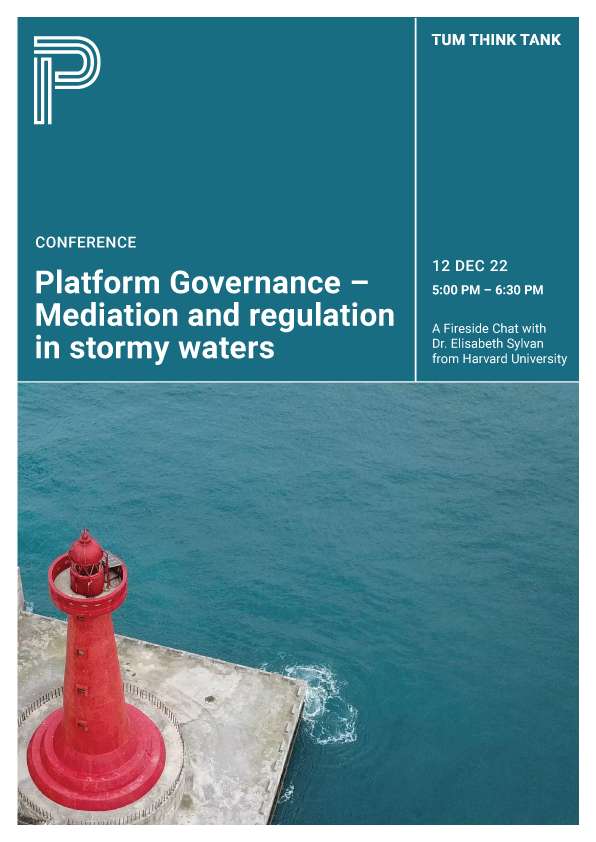 P
TUM THINK TANK
CONFERENCE
Platform Governance –
Mediation and regulation
in stormy waters
12 DEC 22
5:00 PM – 6:30 PM
A Fireside Chat with
Dr. Elisabeth Sylvan
from Harvard University